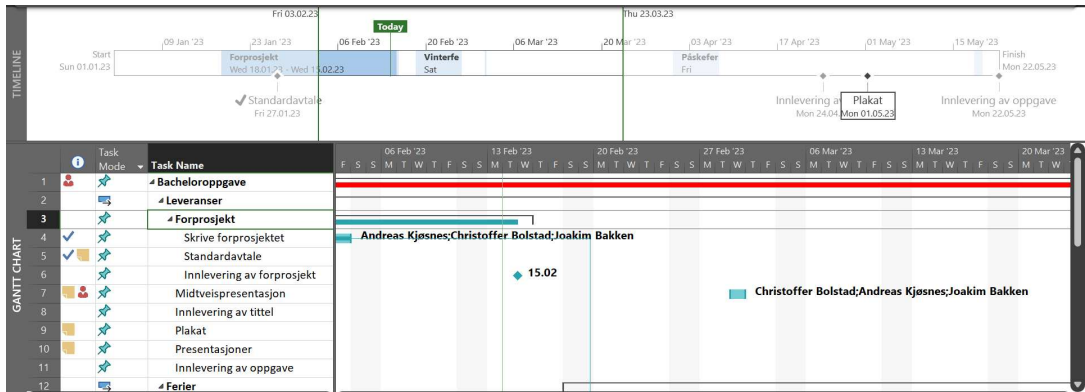 Fri 03.02.23 Thu 23.03.23
Today
09 Jan '23 23 Jan '23 06 Feb '23 20 Feb '23 06 Mar '23 20 Mar '23 03 Apr '23 17 Apr '23 01 May '23 15 May '23
Start Forprosjekt Vinterfe Påskefer Finish
Sun 01.01.23 Wed 18.01.23 - Wed 15.02.23 Sat Fri Mon 22.05.23
TIMELINE
Standardavtale Innlevering av Plakat Innlevering av oppgave
Fri 27.01.23 Mon 24.04. Mon 01.05.23 Mon 22.05.23
Task 06 Feb '23 13 Feb '23 20 Feb '23 27 Feb '23 06 Mar '23 13 Mar '23 20 Mar '23
Mode Task Name F S S M T W T F S S M T W T F S S M T W T F S S M T W T F S S M T W T F S S M T W T F S S M T W
GANTT CHART
1 Bacheloroppgave
2 Leveranser
3 Forprosjekt
4 Skrive forprosjektet Andreas Kjøsnes;Christoffer Bolstad;Joakim Bakken
5 Standardavtale
6 Innlevering av forprosjekt 15.02
7 Midtveispresentasjon Christoffer Bolstad;Andreas Kjøsnes;Joakim Bakken
8 Innlevering av tittel
9 Plakat
10 Presentasjoner
11 Innlevering av oppgave
12 Ferier